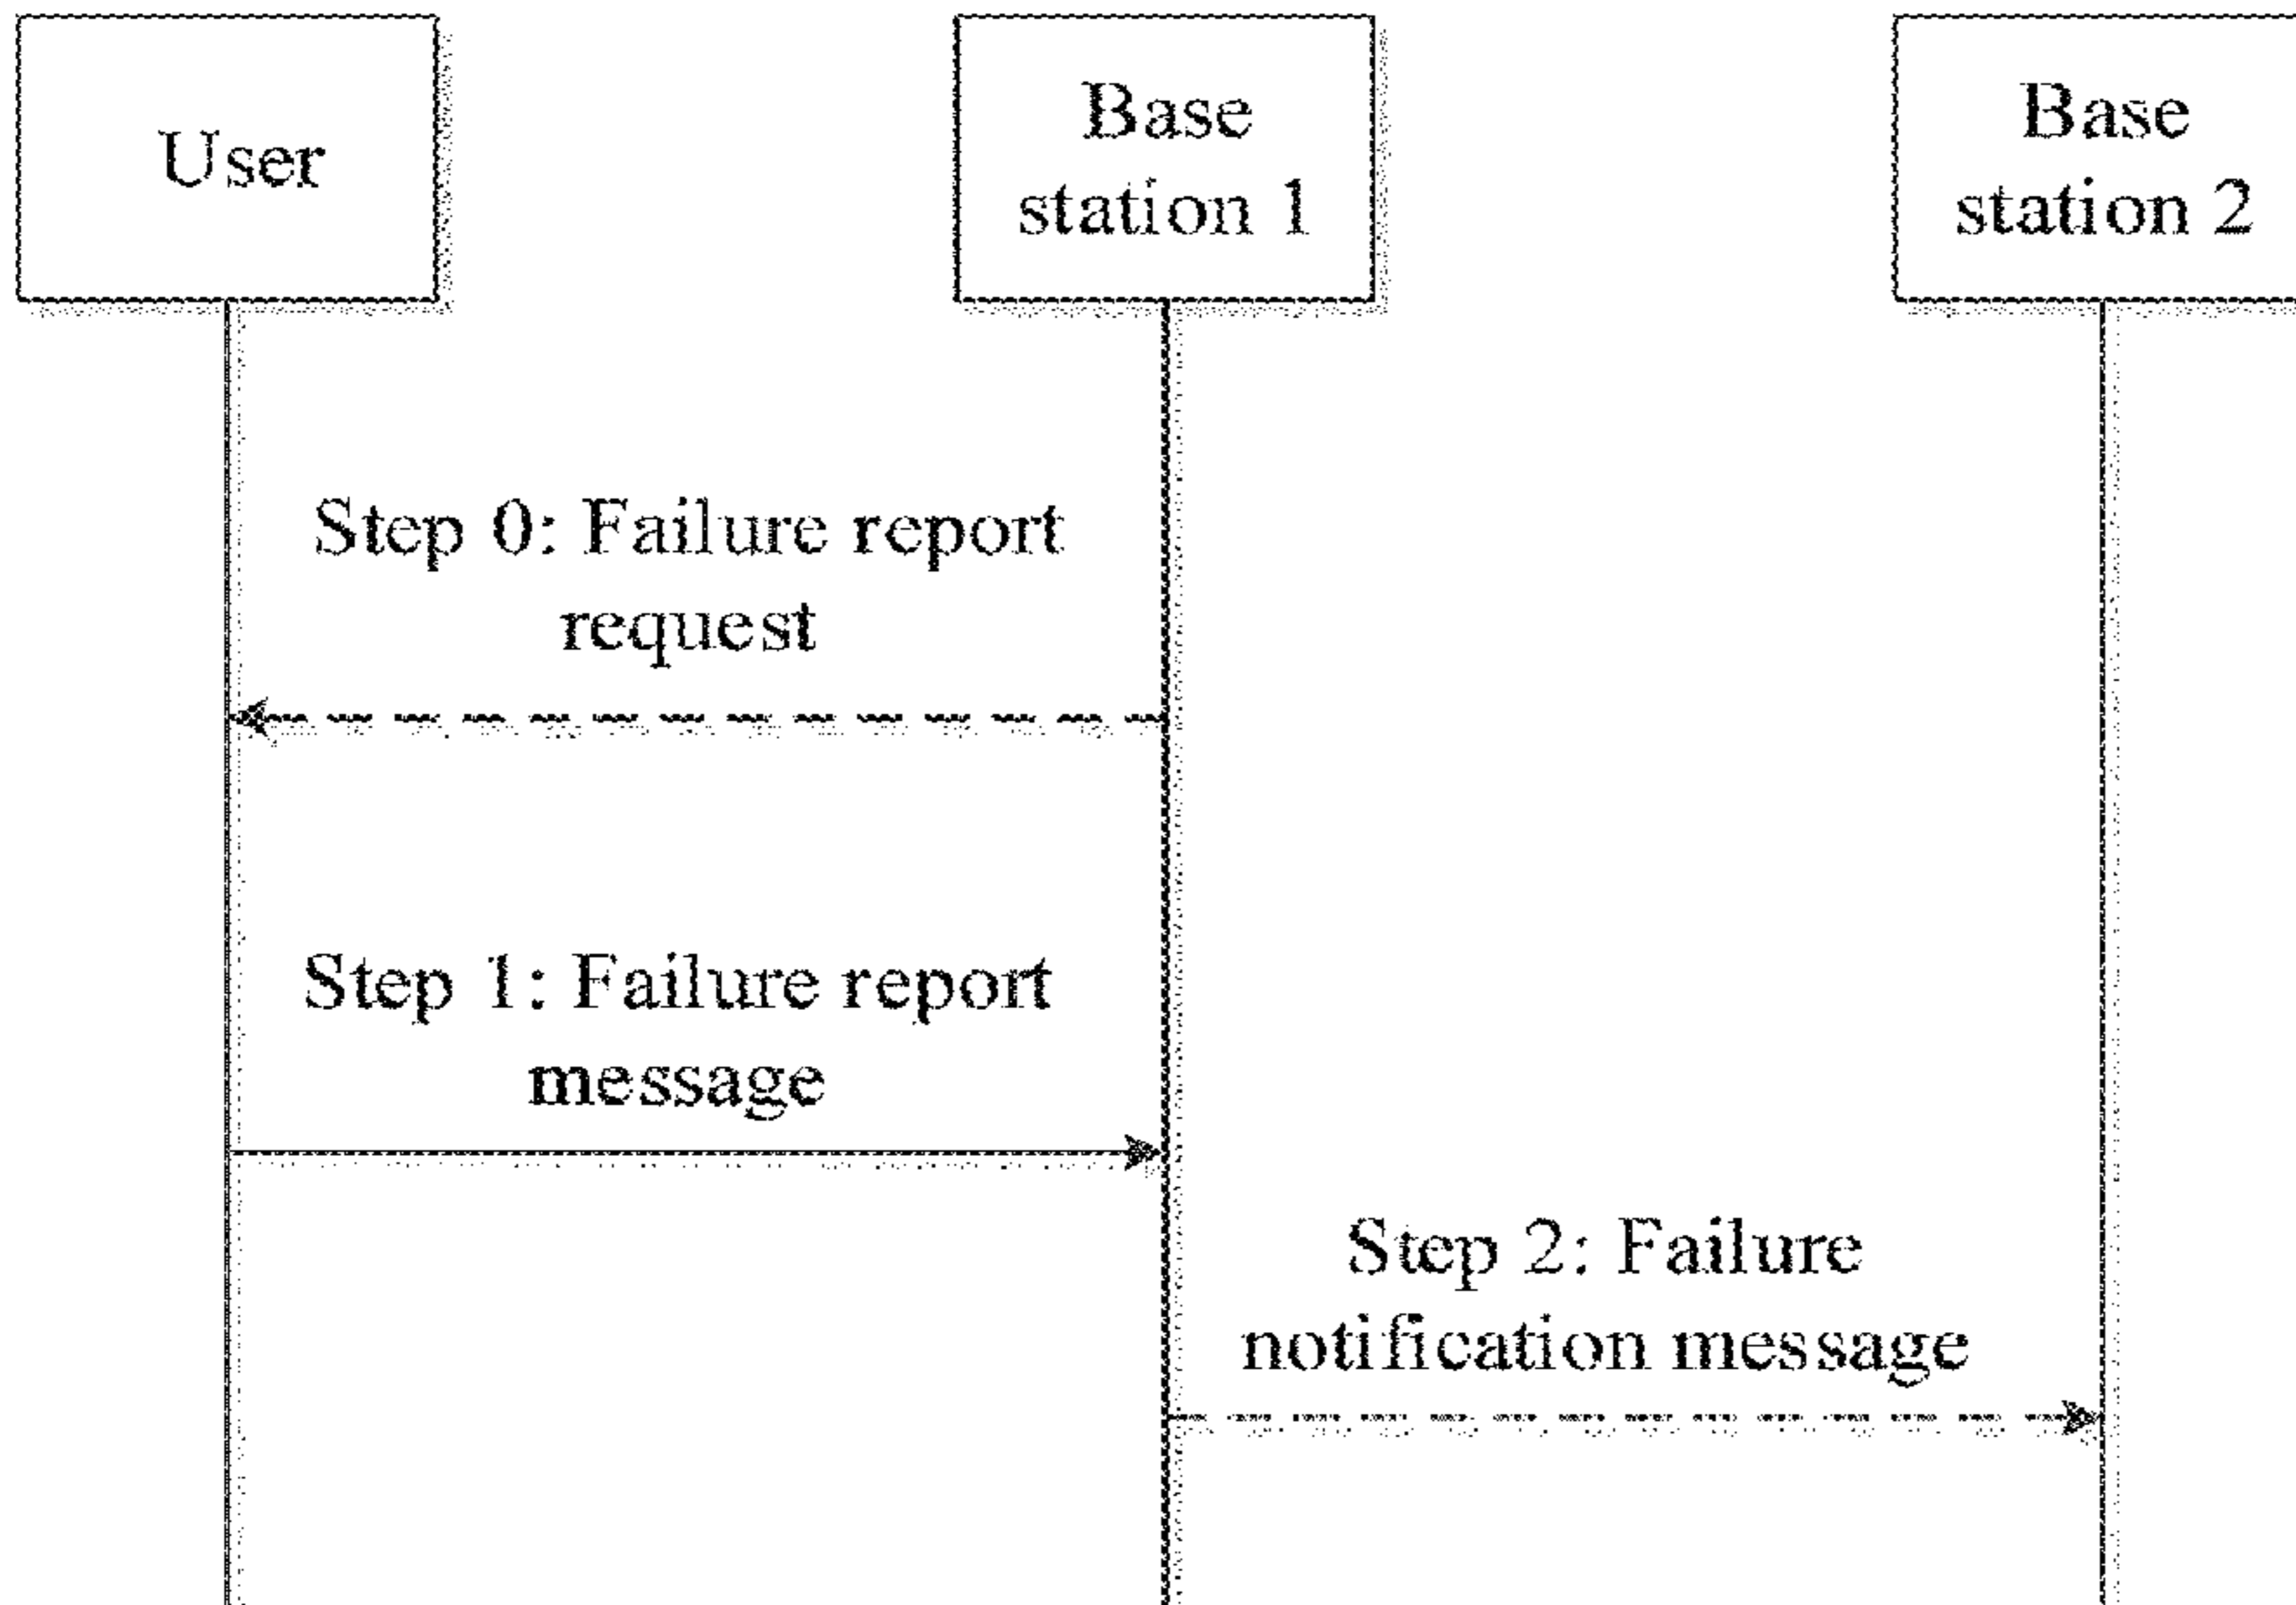 User
Base
station 1
Base
station 2
Step 0: Failure report
request
Step 1: Failure report
message
Step 2: Failure
notification message